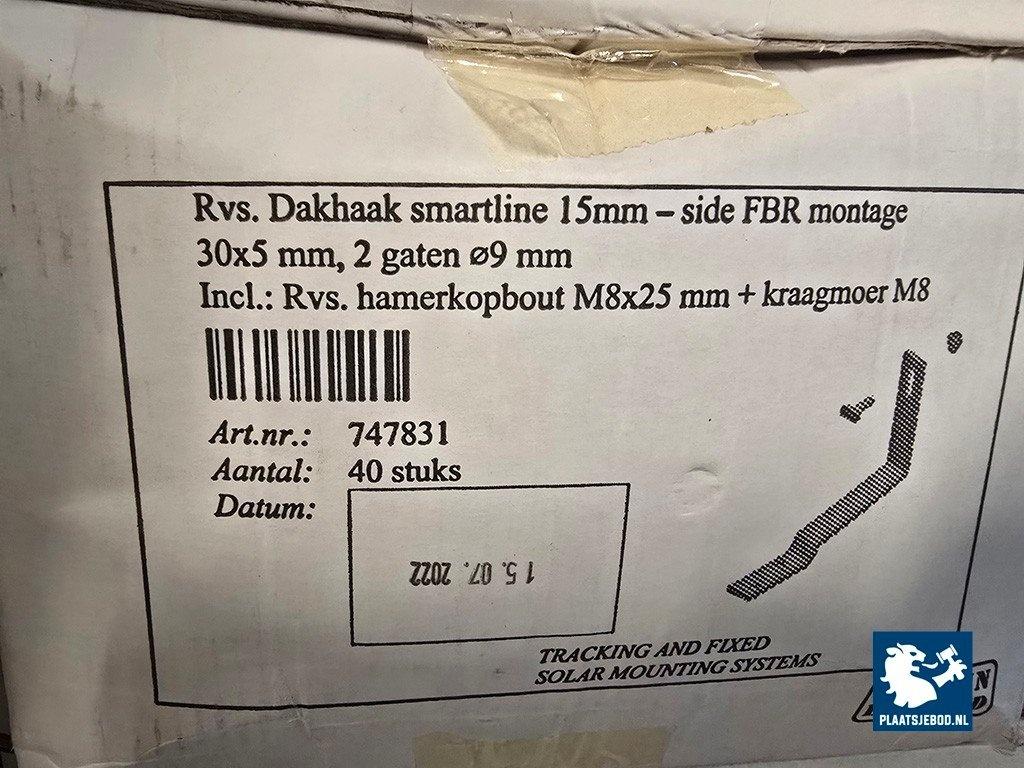 Rvs. Dakhaak smartline 15mm – side FBR montage
30x5 mm, 2 gaten ø9 mm
Incl.: Rvs. hamerkopbout M8x25 mm + kraagmoer M8
Art.nr.: 747831
Aantal: 40 stuks
Datum:
15.07.2022
TRACKING AND FIXED
SOLAR MOUNTING SYSTEMS
PLAATSJEBOD.NL